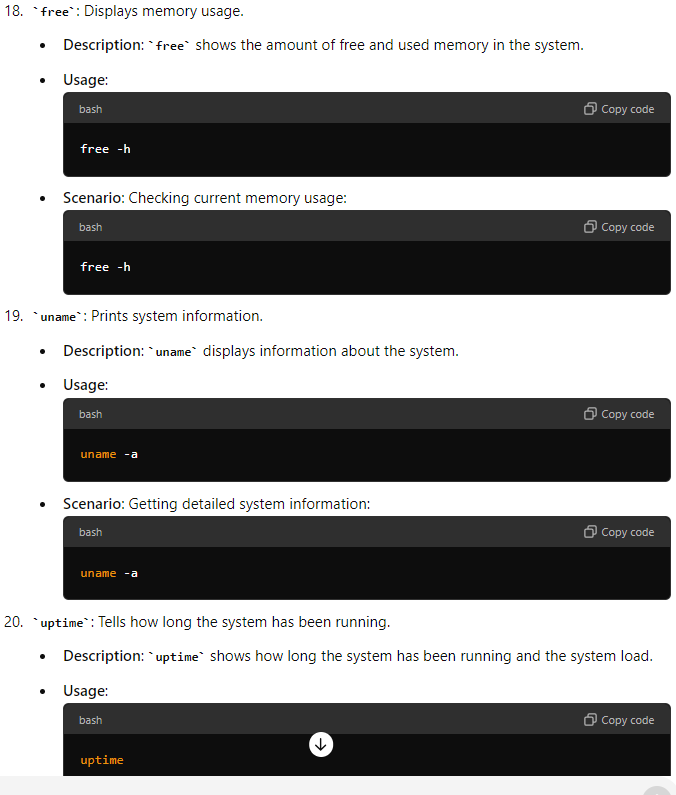 18. `free`: Displays memory usage.
• Description: `free` shows the amount of free and used memory in the system.
• Usage:
bash Copy code
free -h
• Scenario: Checking current memory usage:
bash Copy code
free -h
19. `uname`: Prints system information.
• Description: `uname` displays information about the system.
• Usage:
bash Copy code
uname -a
• Scenario: Getting detailed system information:
bash Copy code
uname -a
20. `uptime`: Tells how long the system has been running.
• Description: `uptime` shows how long the system has been running and the system load.
• Usage:
bash Copy code
uptime